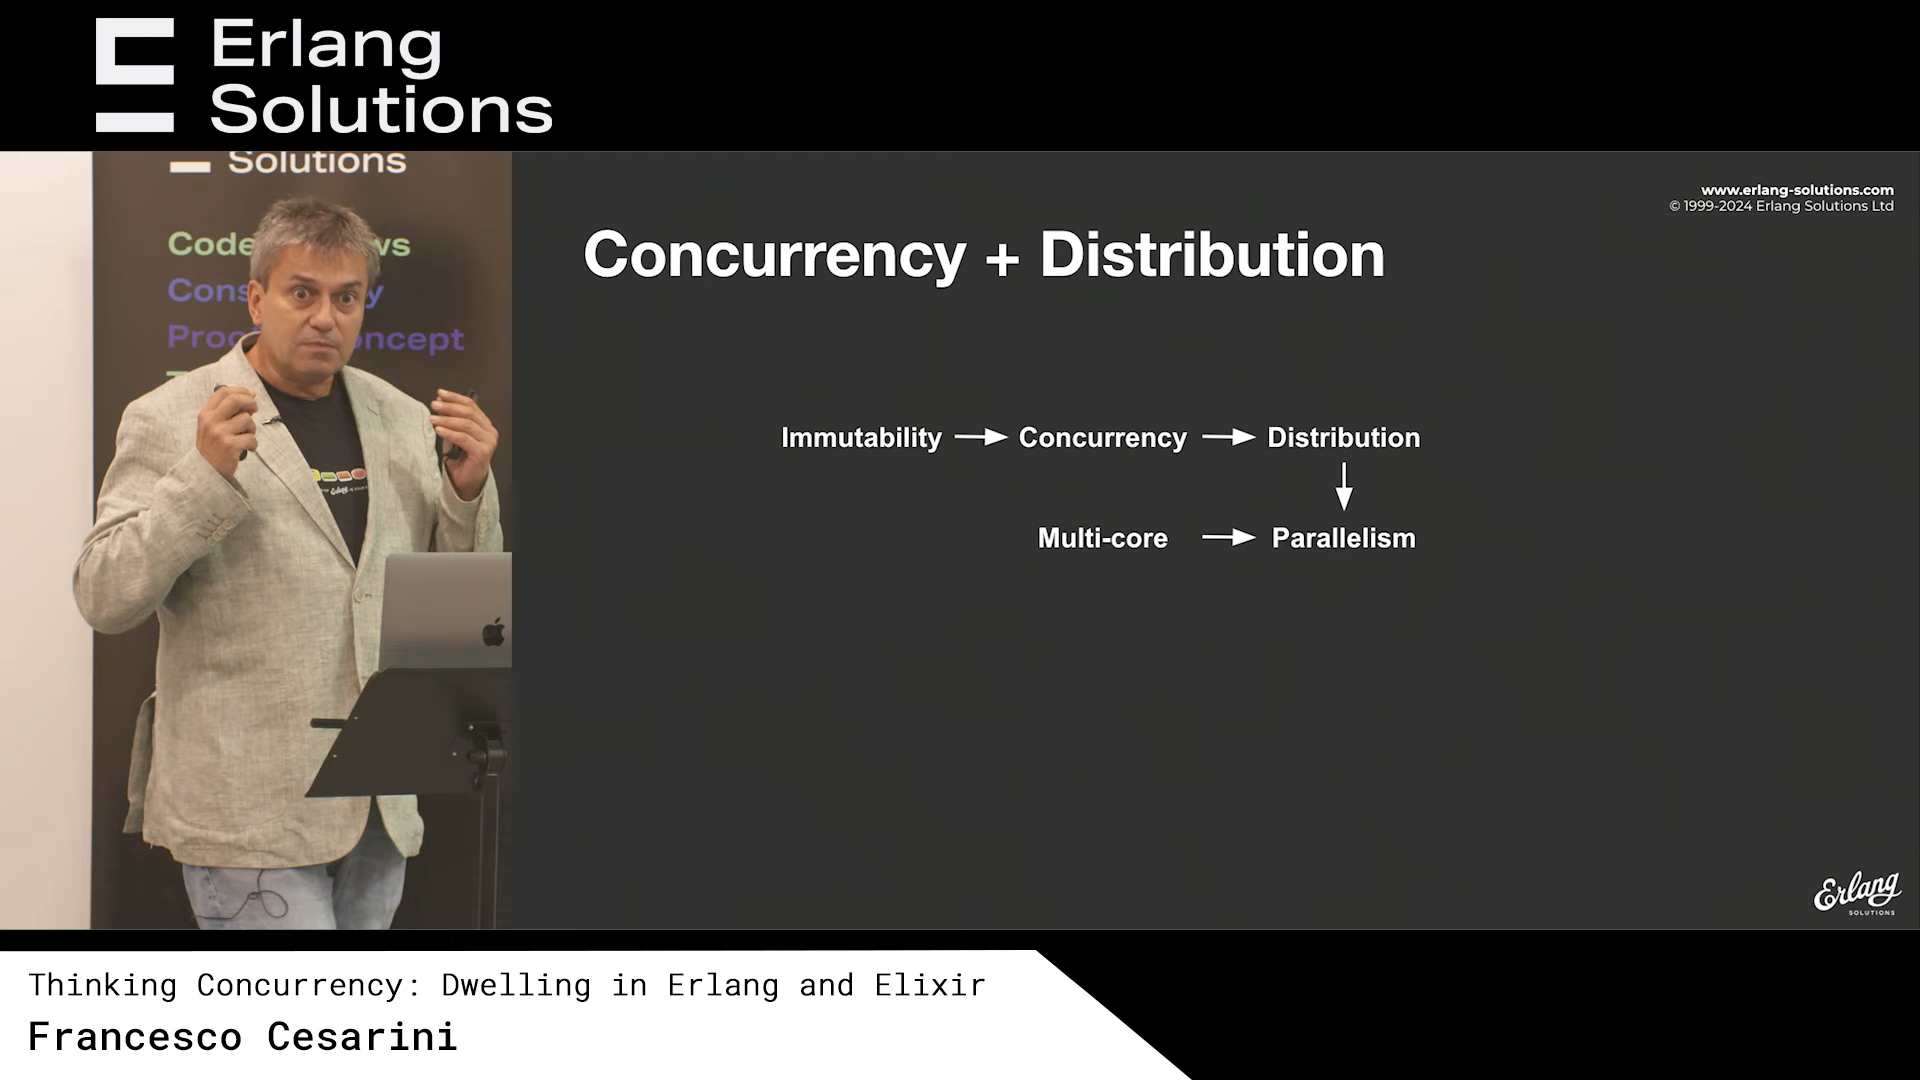 Erlang
Solutions
Solutions
www.erlang-solutions.com
© 1999-2024 Erlang Solutions Ltd
Concurrency + Distribution
Immutability
Concurrency
Distribution
Multi-core
Parallelism
Erlang
SOLUTIONS
Thinking Concurrency: Dwelling in Erlang and Elixir
Francesco Cesarini